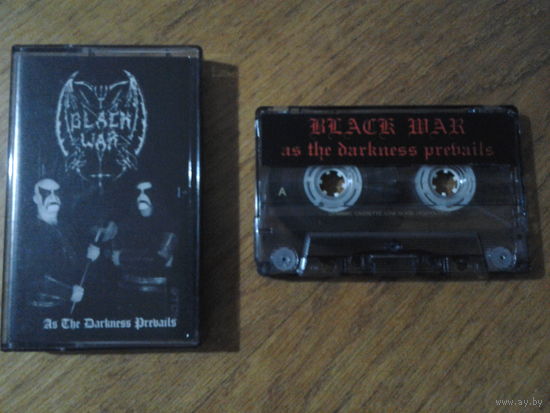 BLACK
WAR
As The Darkness Prevails
BLACK WAR
as the darkness prevails
A
www.ay.by